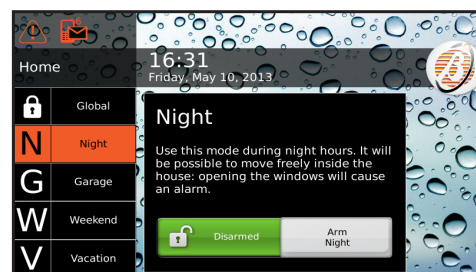 6
Home
16:31
Friday, May 10, 2013
Global
N
Night
G
Garage
W
Weekend
V
Vacation
Night
Use this mode during night hours. It will
be possible to move freely inside the
house: opening the windows will cause
an alarm.
Disarmed
Arm
Night